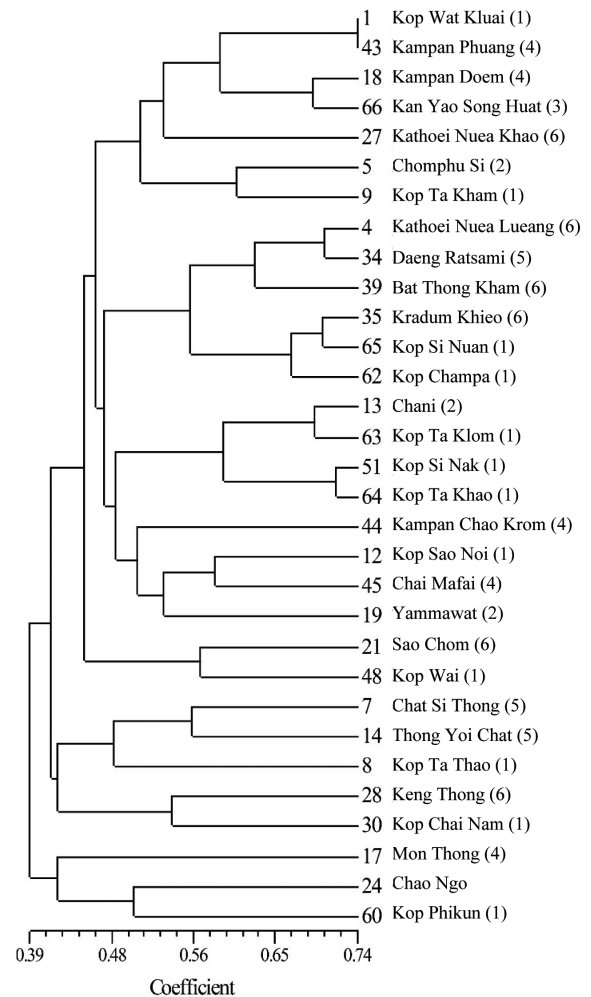 1 Kop Wat Kluai (1)
43 Kampan Phuang (4)
18 Kampan Doem (4)
66 Kan Yao Song Huat (3)
27 Kathoei Nuea Khao (6)
5 Chomphu Si (2)
9 Kop Ta Kham (1)
4 Kathoei Nuea Lueang (6)
34 Daeng Ratsami (5)
39 Bat Thong Kham (6)
35 Kradum Khieo (6)
65 Kop Si Nuan (1)
62 Kop Champa (1)
13 Chani (2)
63 Kop Ta Klom (1)
51 Kop Si Nak (1)
64 Kop Ta Khao (1)
44 Kampan Chao Krom (4)
12 Kop Sao Noi (1)
45 Chai Mafai (4)
19 Yammawat (2)
21 Sao Chom (6)
48 Kop Wai (1)
7 Chat Si Thong (5)
14 Thong Yoi Chat (5)
8 Kop Ta Thao (1)
28 Keng Thong (6)
30 Kop Chai Nam (1)
17 Mon Thong (4)
24 Chao Ngo
60 Kop Phikun (1)
0.39 0.48 0.56 0.65 0.74
Coefficient